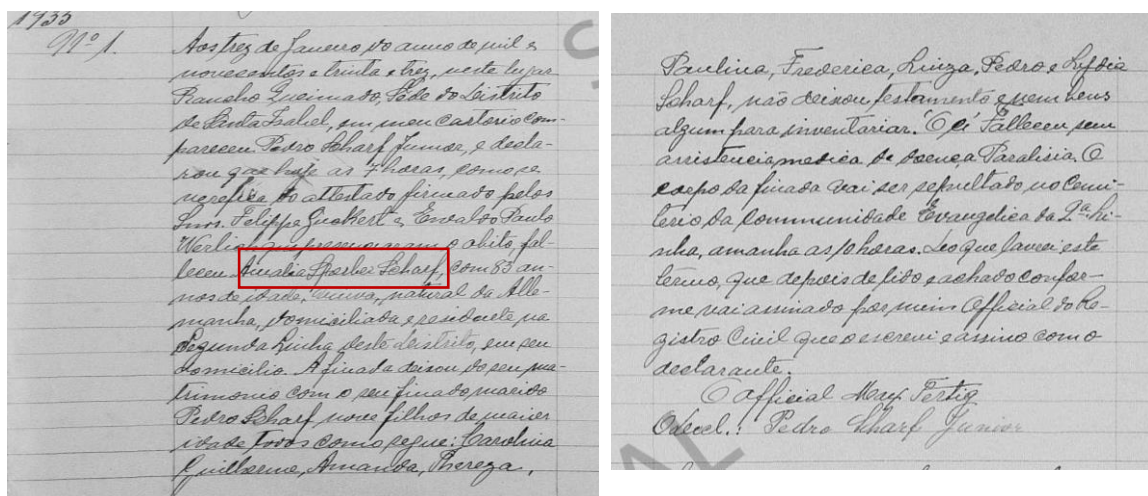 1933
Nº 1.
Aos trez de Janeiro do anno de mil e
novecentos e trinta e trez, neste lugar
Rancho Queimado, Séde do Districto
de Santa Isabel, em meu cartorio com-
pareceu Pedro Scharf Junior, e decla-
rou que hoje as 7 horas, como se
verefica do attestado firmado pelos
Snrs. Felippe Guckert e Ewaldo Paulo
Werlich que presenciaram o obito, fal-
leceu Amalia Sperber Scharf, com 83 an-
nos de idade, viuva, natural da Alle-
manha, domiciliada e residente na
Segunda Linha deste districto, em seu
domicilio. A finada deixou do seu ma-
trimonio com o seu finado marido
Pedro Scharf nove filhos de maior
idade todos como segue: Carolina
Guilherme, Amanda, Thereza,
Paulina, Frederica, Luiza, Pedro e Lydia
Scharf, não deixou testamento e nem bens
algum para inventariar. Falleceu sem
assistencia medica de doença Paralisia. O
corpo da finada vai ser sepultado no Cemi-
terio da Communidade Evangelica da 2ª Li-
nha, amanha as 10 horas. Do que lavrei este
termo, que depois de lido e achado confor-
me vai assinado por mim Official do Re-
gistro Civil que o escrevi e assino com o
declarante.
O Official Max Fertig
O decl.: Pedro Scharf Junior